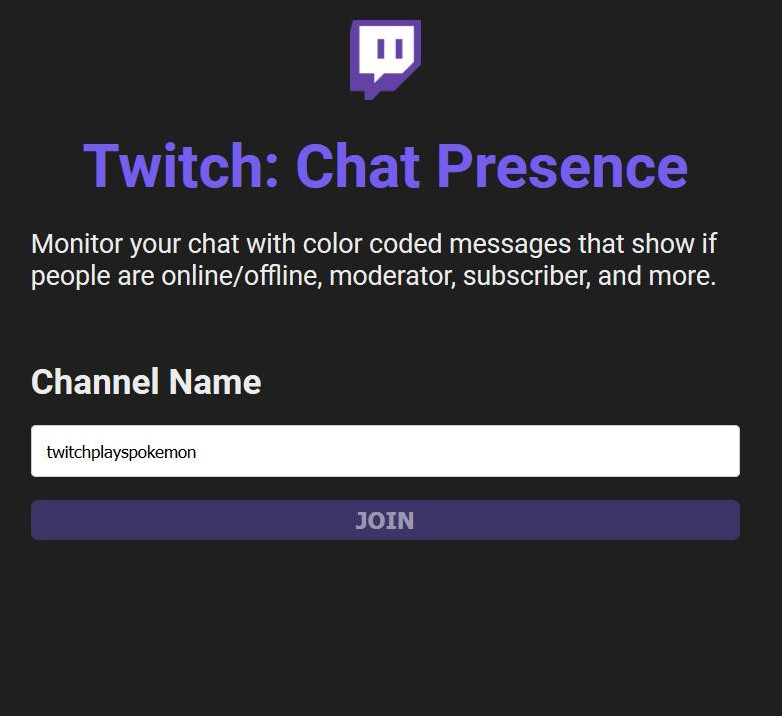 Twitch: Chat Presence
Monitor your chat with color coded messages that show if
people are online/offline, moderator, subscriber, and more.
Channel Name
twitchplayspokemon
JOIN